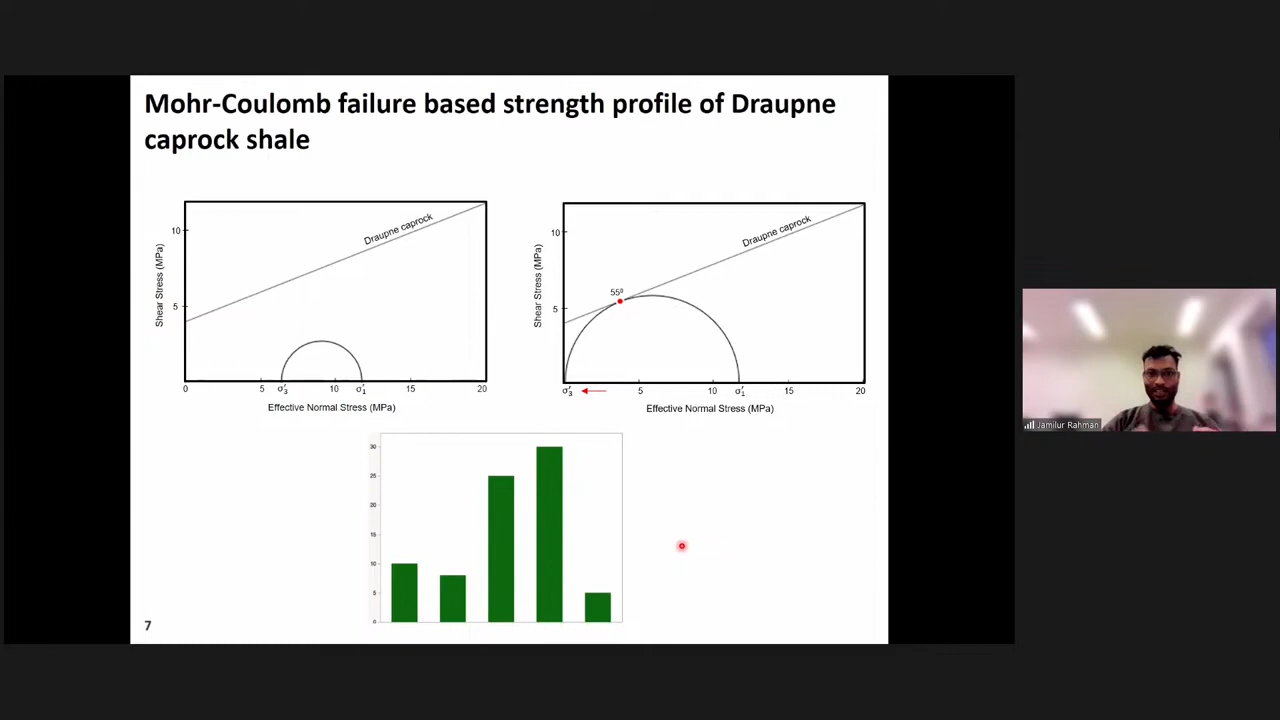 Mohr-Coulomb failure based strength profile of Draupne
caprock shale
Draupne caprock
10
5
Shear Stress (MPa)
0
5
σ′3
10
σ′1
15
20
Effective Normal Stress (MPa)
Draupne caprock
10
5
55⁰
Shear Stress (MPa)
σ′3
5
10
σ′1
15
20
Effective Normal Stress (MPa)
30
25
20
15
10
5
0
7
Jamilur Rahman